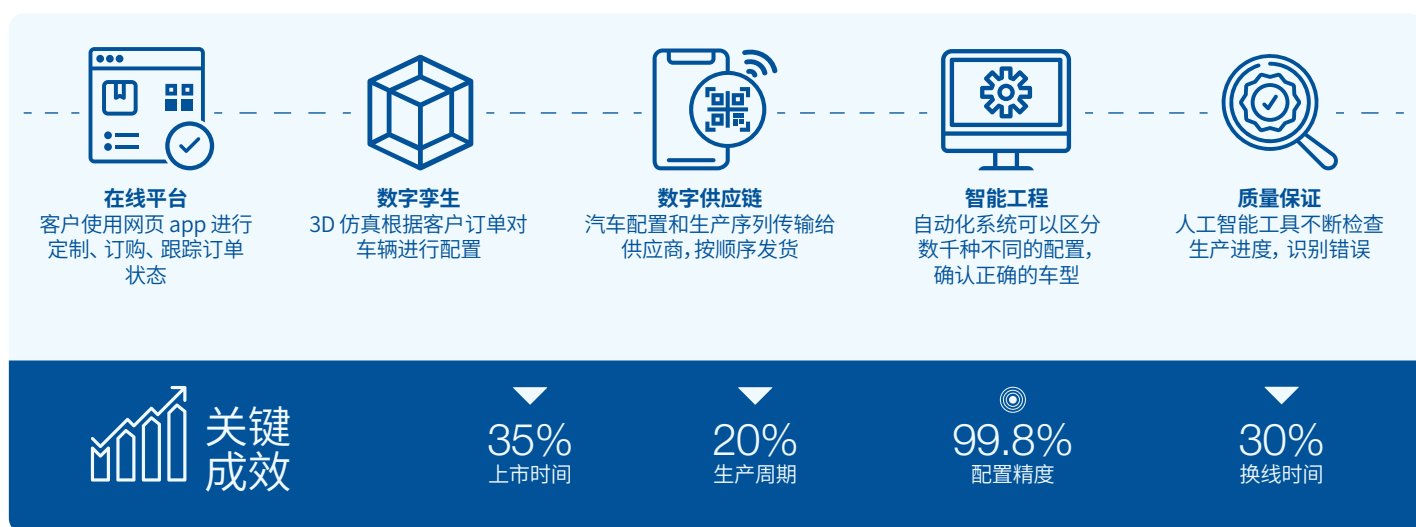 在线平台
客户使用网页 app 进行
定制、订购、跟踪订单
状态
数字孪生
3D 仿真根据客户订单对
车辆进行配置
数字供应链
汽车配置和生产序列传输给
供应商，按顺序发货
智能工程
自动化系统可以区分
数千种不同的配置，
确认正确的车型
质量保证
人工智能工具不断检查
生产进度，识别错误
关键
成效
35%
上市时间
20%
生产周期
99.8%
配置精度
30%
换线时间